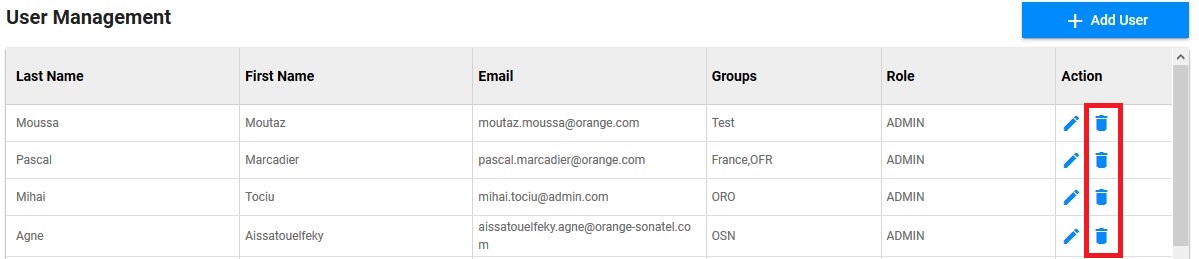 User Management
+ Add User
Last Name First Name Email Groups Role Action
Moussa Moutaz moutaz.moussa@orange.com Test ADMIN
Pascal Marcadier pascal.marcadier@orange.com France,OFR ADMIN
Mihai Tociu mihai.tociu@admin.com ORO ADMIN
Agne Aissatouelfeky aissatouelfeky.agne@orange-sonatel.co OSN ADMIN
m